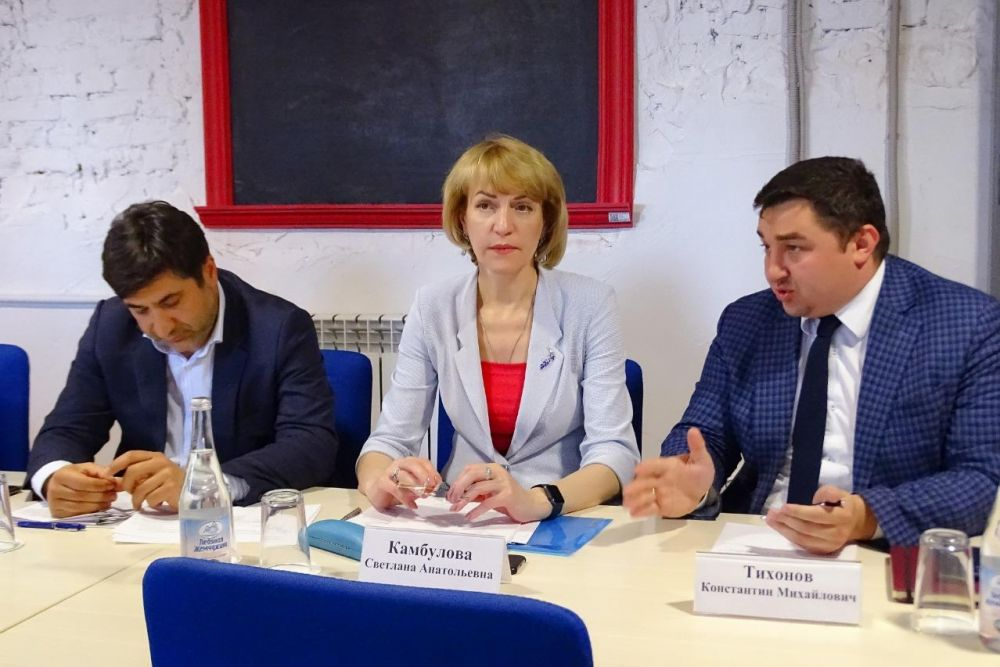 Камбулова
Светлана Анатольевна
Тихонов
Константин Михайлович